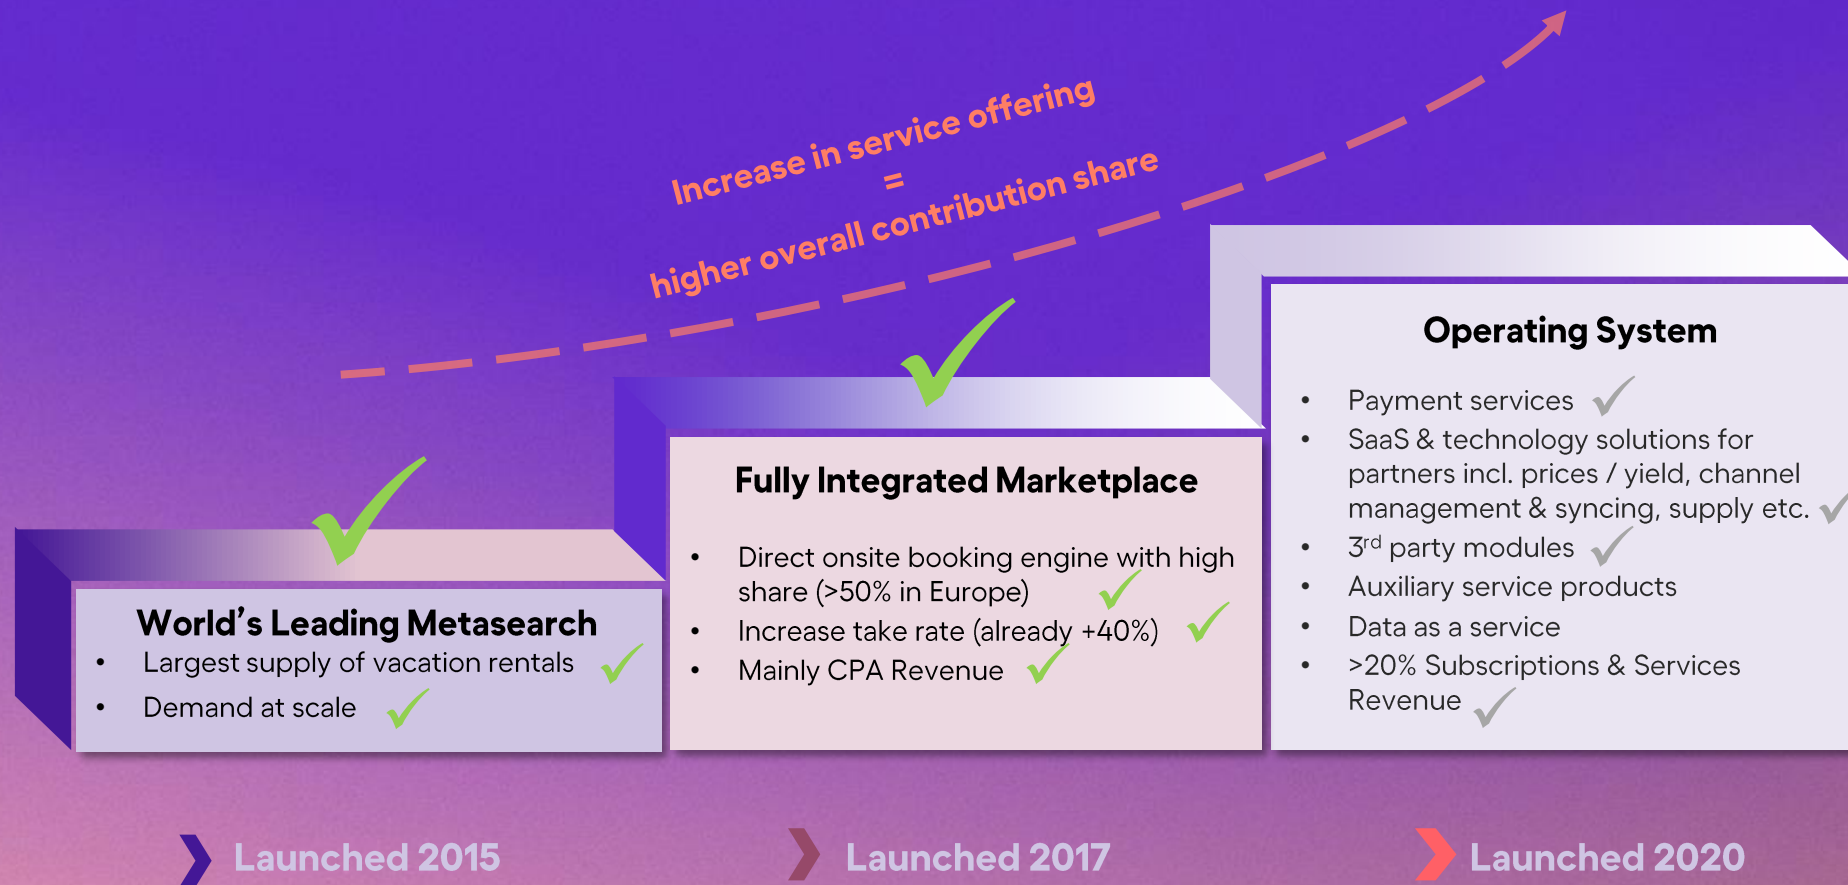 Increase in service offering
=
higher overall contribution share
World's Leading Metasearch
• Largest supply of vacation rentals
• Demand at scale
Fully Integrated Marketplace
• Direct onsite booking engine with high
share (>50% in Europe)
• Increase take rate (already +40%)
• Mainly CPA Revenue
Operating System
• Payment services
• SaaS & technology solutions for
partners incl. prices / yield, channel
management & syncing, supply etc.
• 3rd party modules
• Auxiliary service products
• Data as a service
• >20% Subscriptions & Services
Revenue
Launched 2015
Launched 2017
Launched 2020